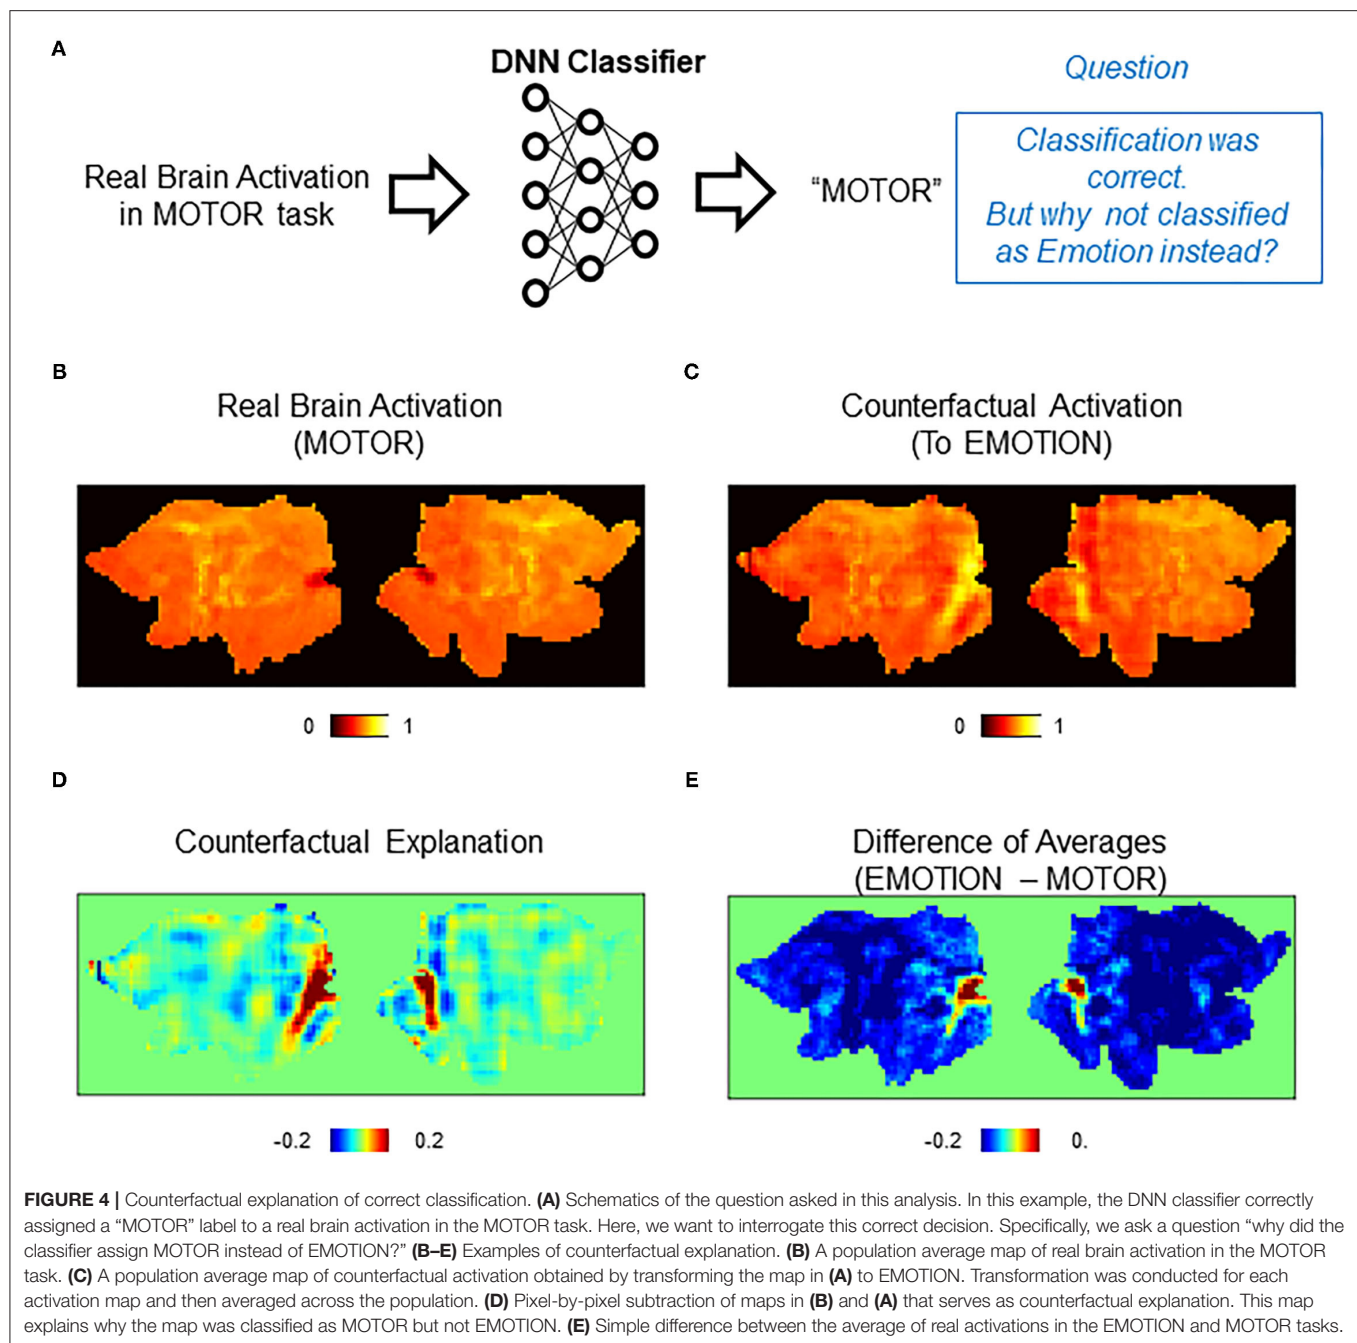 A
DNN Classifier
Question
Real Brain Activation
in MOTOR task
“MOTOR”
Classification was
correct.
But why not classified
as Emotion instead?
B
Real Brain Activation
(MOTOR)
0 1
C
Counterfactual Activation
(To EMOTION)
0 1
D
Counterfactual Explanation
-0.2 0.2
E
Difference of Averages
(EMOTION – MOTOR)
-0.2 0.
FIGURE 4 | Counterfactual explanation of correct classification. (A) Schematics of the question asked in this analysis. In this example, the DNN classifier correctly
assigned a “MOTOR” label to a real brain activation in the MOTOR task. Here, we want to interrogate this correct decision. Specifically, we ask a question “why did the
classifier assign MOTOR instead of EMOTION?” (B–E) Examples of counterfactual explanation. (B) A population average map of real brain activation in the MOTOR
task. (C) A population average map of counterfactual activation obtained by transforming the map in (A) to EMOTION. Transformation was conducted for each
activation map and then averaged across the population. (D) Pixel-by-pixel subtraction of maps in (B) and (A) that serves as counterfactual explanation. This map
explains why the map was classified as MOTOR but not EMOTION. (E) Simple difference between the average of real activations in the EMOTION and MOTOR tasks.